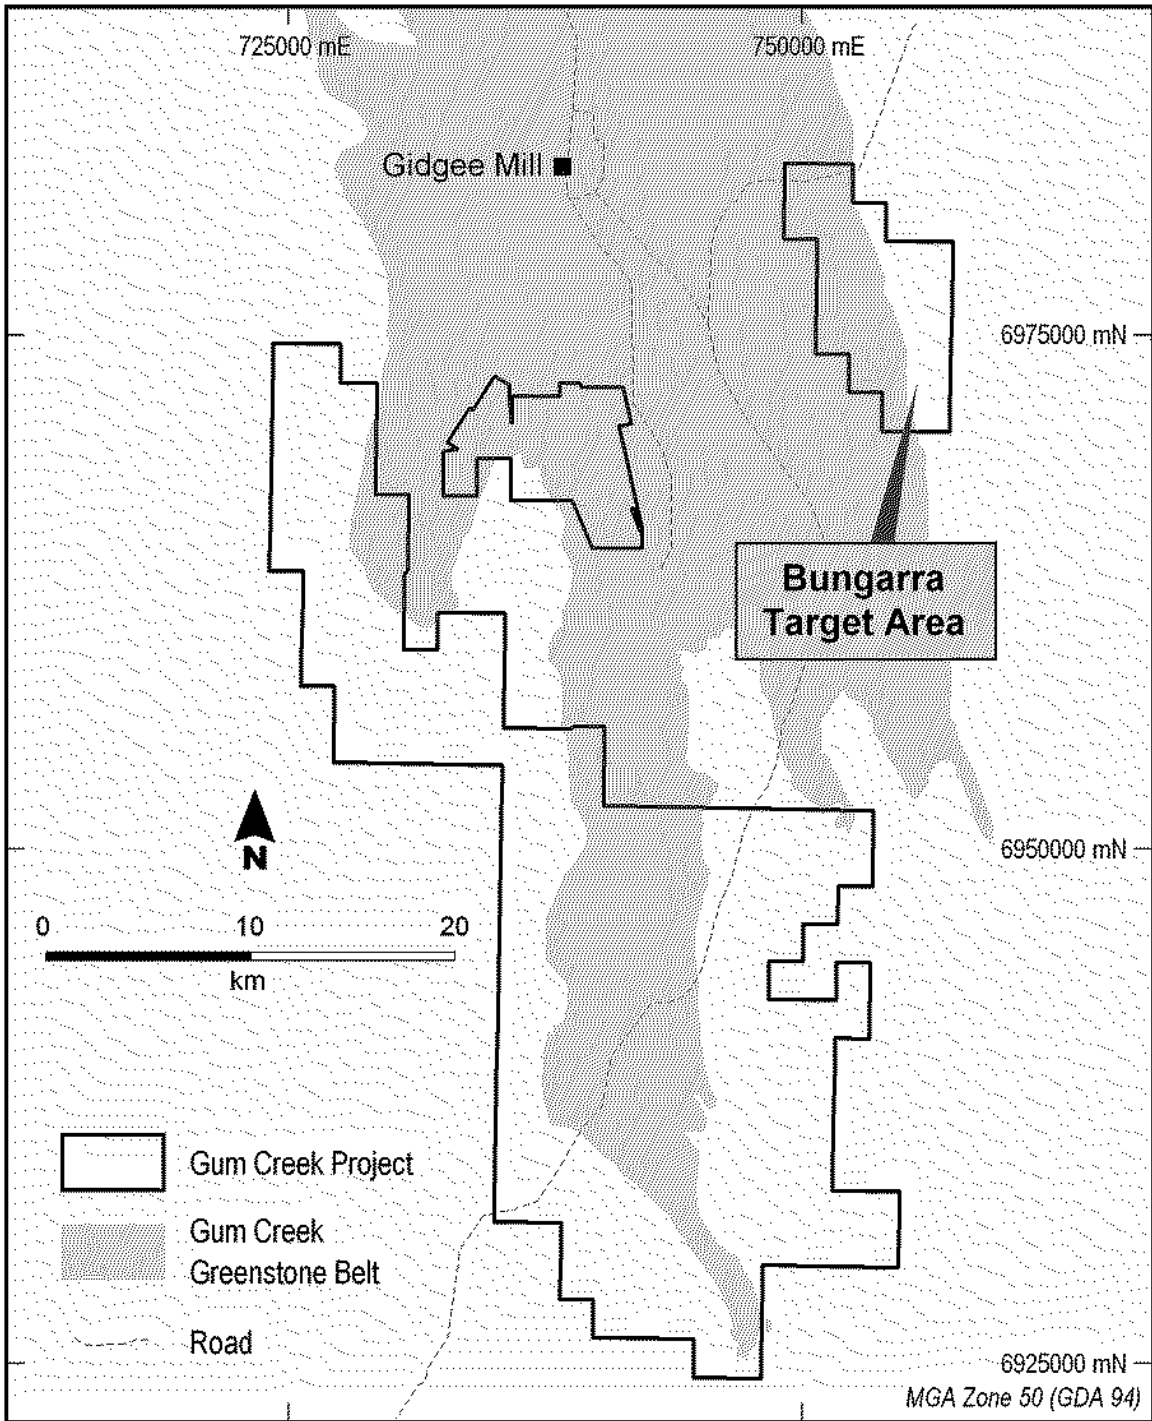 725000 mE
750000 mE
Gidgee Mill
6975000 mN
Bungarra
Target Area
6950000 mN
N
0 10 20
km
Gum Creek Project
Gum Creek
Greenstone Belt
Road
6925000 mN
MGA Zone 50 (GDA 94)